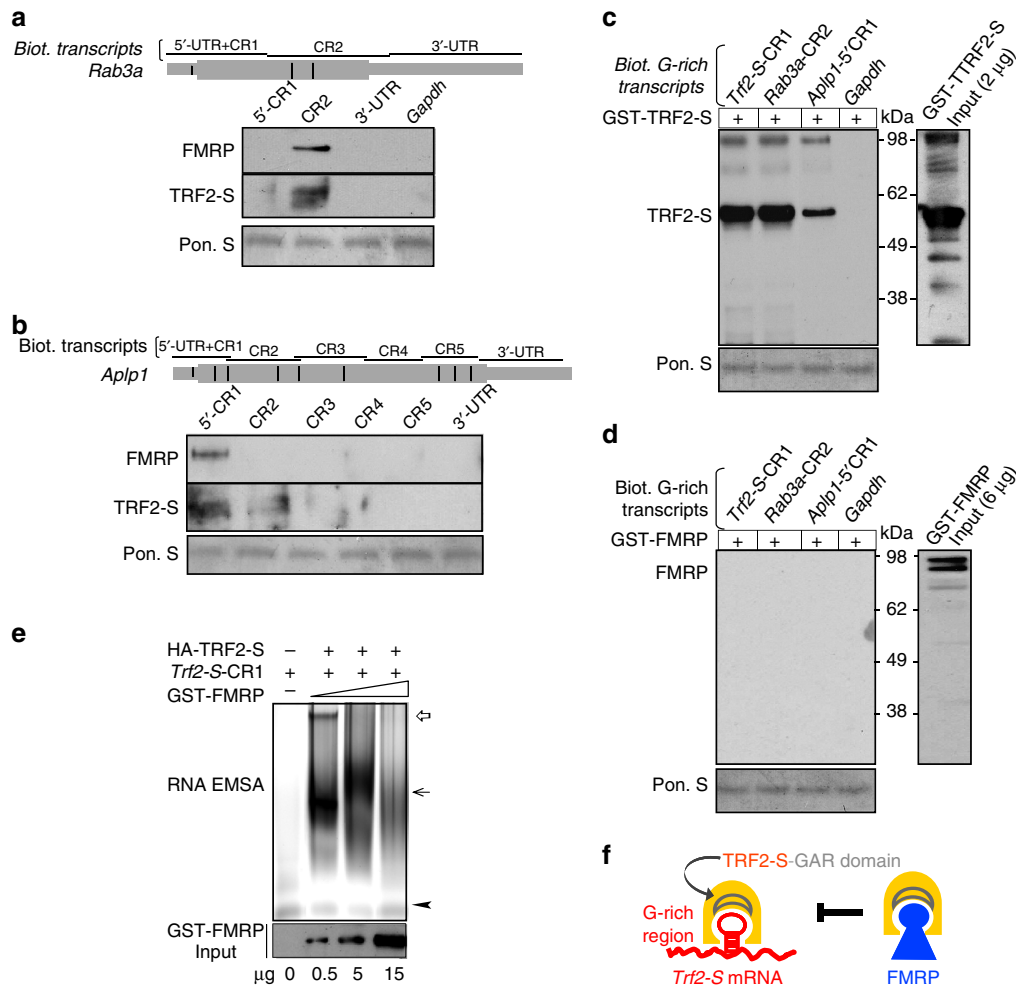 a
Biot. transcripts
5′-UTR+CR1
CR2
3′-UTR
Rab3a
5′-CR1
CR2
3′-UTR
Gapdh
FMRP
TRF2-S
Pon. S
b
Biot. transcripts
5′-UTR+CR1
CR2
CR3
CR4
CR5
3′-UTR
Aplp1
5′-CR1
CR2
CR3
CR4
CR5
3′-UTR
FMRP
TRF2-S
Pon. S
c
Biot. G-rich
transcripts
Trf2-S-CR1
Rab3a-CR2
Aplp1-5′CR1
Gapdh
GST-TRF2-S
+ + + +
kDa
GST-TTRF2-S
Input (2 µg)
98
62
TRF2-S
49
38
Pon. S
d
Biot. G-rich
transcripts
Trf2-S-CR1
Rab3a-CR2
Aplp1-5′CR1
Gapdh
GST-FMRP
+ + + +
kDa
GST-FMRP
Input (6 µg)
FMRP
98
62
49
38
Pon. S
e
HA-TRF2-S – + + +
Trf2-S-CR1 + + + +
GST-FMRP –
RNA EMSA
GST-FMRP
Input
µg 0 0.5 5 15
f
TRF2-S-GAR domain
G-rich
region
Trf2-S mRNA
FMRP